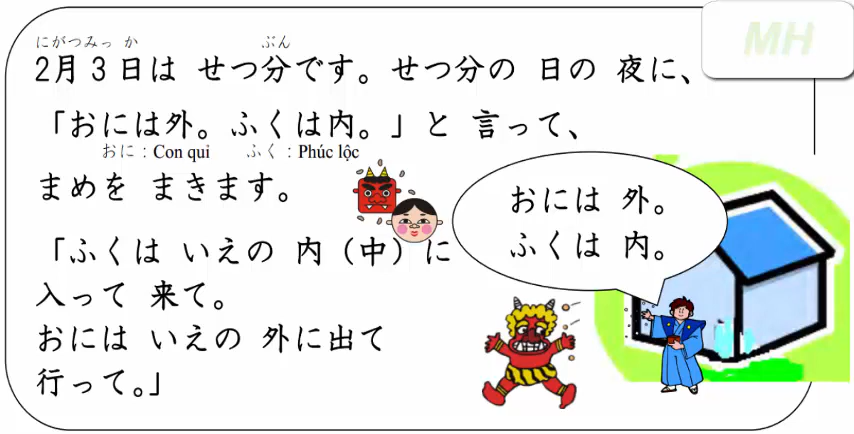 にがつみっか ぶん
2月3日は せつ分です。せつ分の 日の 夜に、
「おには外。ふくは内。」と 言って、
おに：Con quỉ ふく：Phúc lộc
まめを まきます。
「ふくは いえの 内（中）に
入って 来て。
おには いえの 外に出て
行って。」
おには 外。
ふくは 内。
MH